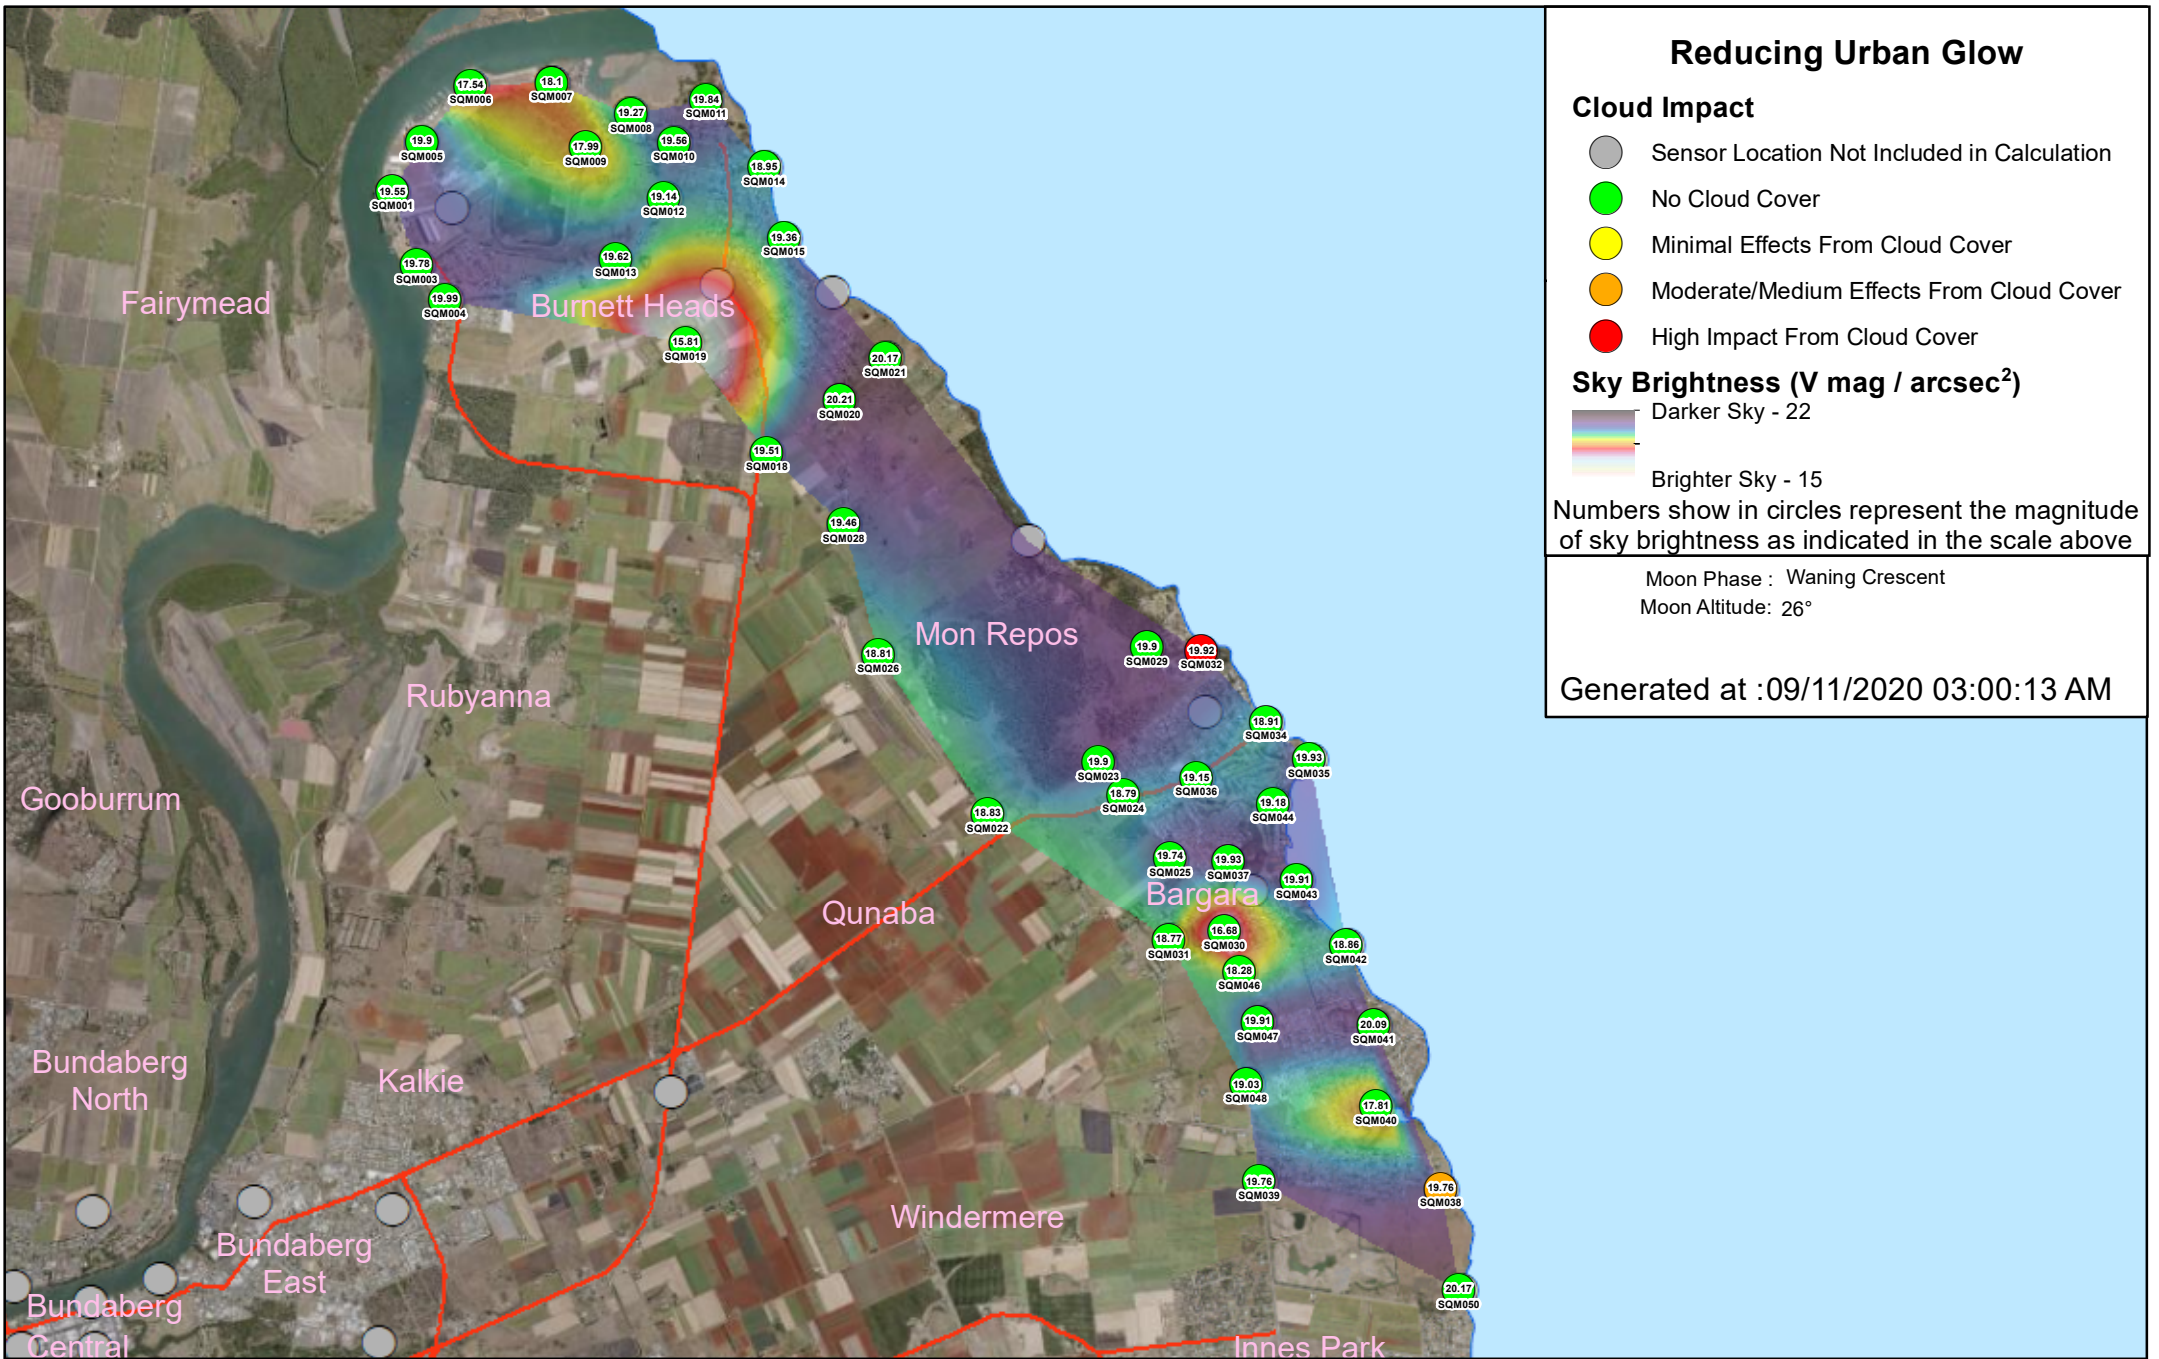 Reducing Urban Glow
Cloud Impact
Sensor Location Not Included in Calculation
No Cloud Cover
Minimal Effects From Cloud Cover
Moderate/Medium Effects From Cloud Cover
High Impact From Cloud Cover
Sky Brightness (V mag / arcsec²)
Darker Sky - 22
Brighter Sky - 15
Numbers show in circles represent the magnitude
of sky brightness as indicated in the scale above
Moon Phase : Waning Crescent
Moon Altitude: 26°
Generated at :09/11/2020 03:00:13 AM
17.54
SQM006
18.1
SQM007
19.27
SQM008
19.84
SQM011
19.9
SQM005
17.99
SQM009
19.56
SQM010
18.95
SQM014
19.55
SQM001
19.14
SQM012
19.36
SQM015
19.78
SQM003
19.62
SQM013
19.99
SQM004
Fairymead
Burnett Heads
15.81
SQM019
20.17
SQM021
20.21
SQM020
19.51
SQM018
19.46
SQM028
Mon Repos
18.81
SQM026
19.9
SQM029
19.92
SQM032
Rubyanna
18.91
SQM034
19.93
SQM035
19.9
SQM023
19.15
SQM036
18.79
SQM024
19.18
SQM044
Gooburrum
18.83
SQM022
19.74
SQM025
19.93
SQM037
19.91
SQM043
Bargara
Qunaba
18.77
SQM031
16.68
SQM030
18.86
SQM042
18.28
SQM046
19.91
SQM047
20.09
SQM041
Bundaberg
North
Kalkie
19.03
SQM048
17.81
SQM040
19.76
SQM039
19.76
SQM038
Windermere
Bundaberg
East
20.17
SQM050
Bundaberg
Central
Innes Park